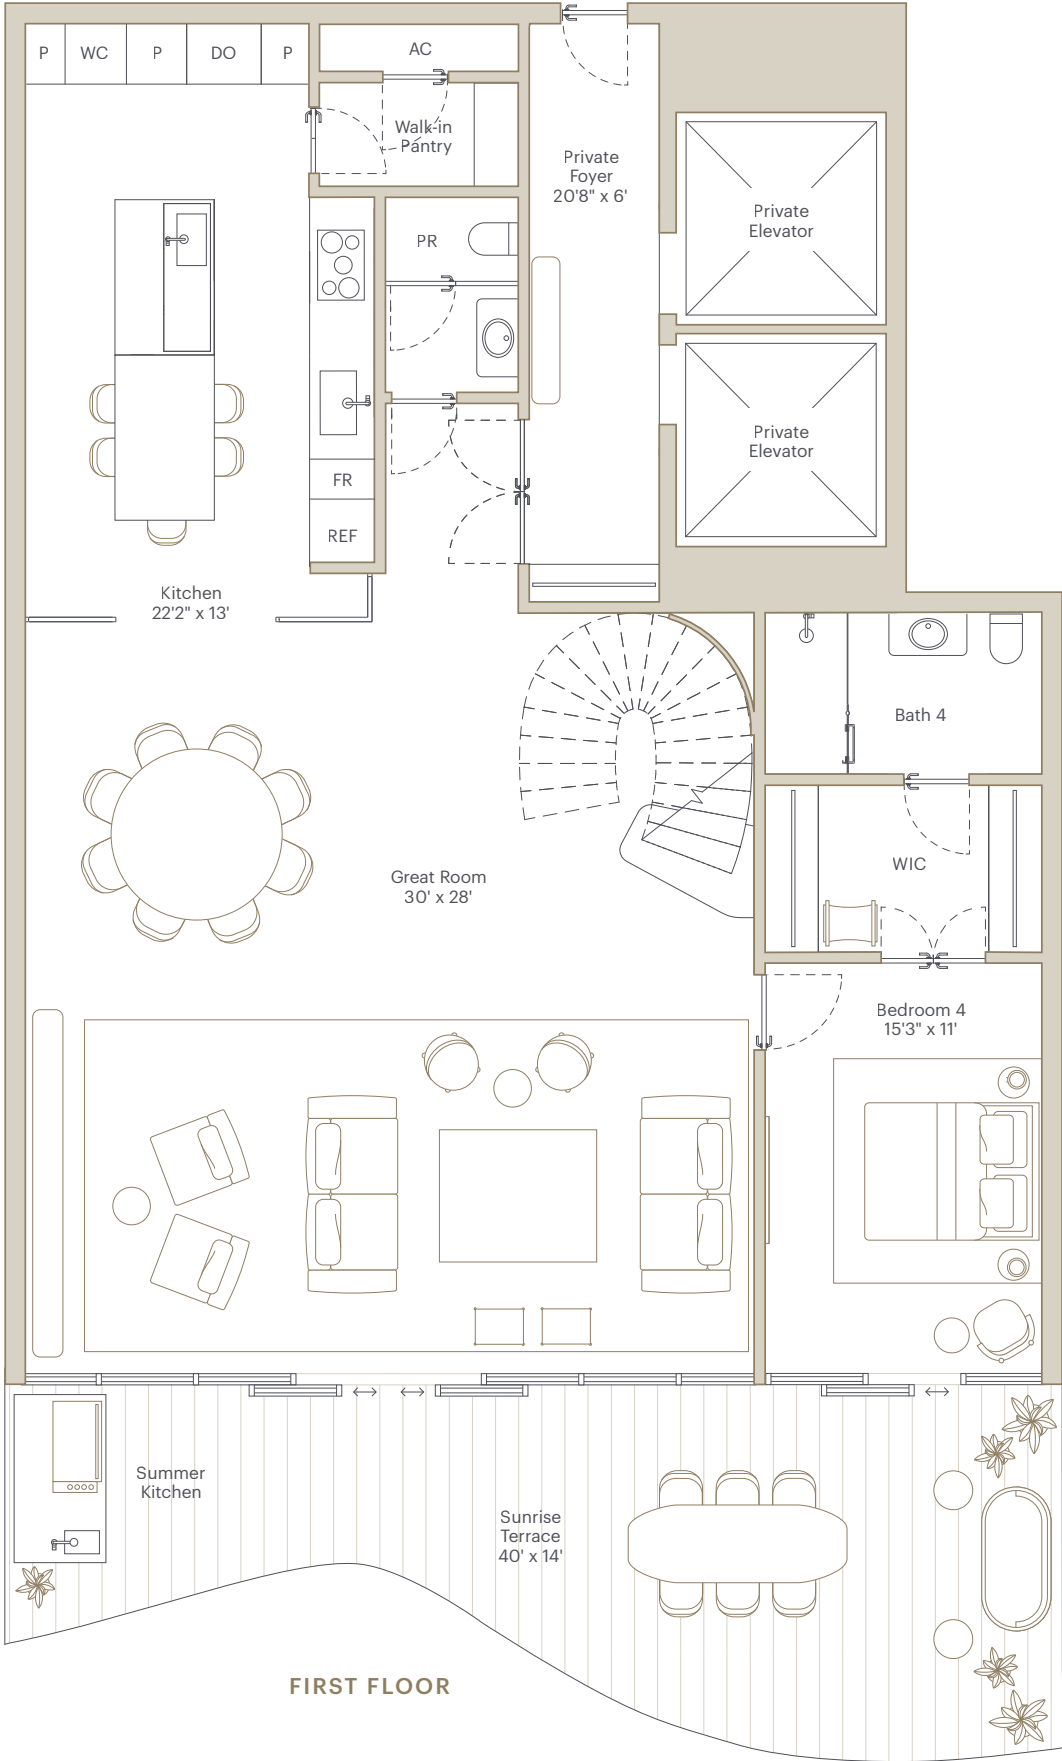 P
WC
P
DO
P
AC
Walk-in
Pantry
Private
Foyer
20'8" x 6'
Private
Elevator
PR
Private
Elevator
FR
REF
Kitchen
22'2" x 13'
Bath 4
WIC
Great Room
30' x 28'
Bedroom 4
15'3" x 11'
Summer
Kitchen
Sunrise
Terrace
40' x 14'
FIRST FLOOR